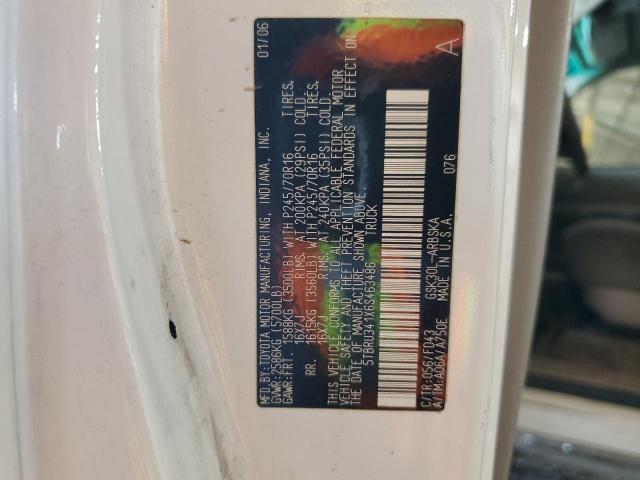 MFD.BY:TOYOTA MOTOR MANUFACTURING, INDIANA, INC. 01/06
GVWR:2586KG (5700LB)
GAWR:FRT. 1588KG (3500LB) WITH P245/70R16 TIRES,
16X7J RIMS, AT 200KPA (29PSI) COLD
RR. 1615KG (3560LB) WITH P245/70R16 TIRES,
16X7J RIMS, AT 240KPA (35PSI) COLD
THIS VEHICLE CONFORMS TO ALL APPLICABLE FEDERAL MOTOR
VEHICLE SAFETY AND THEFT PREVENTION STANDARDS IN EFFECT ON
THE DATE OF MANUFACTURE SHOWN ABOVE.
5TBRU341X6S463486 TRUCK
A
C/TR:056/FD43 GSK30L-ARBSKA 076
A/TM:A06A/A750E MADE IN U.S.A.